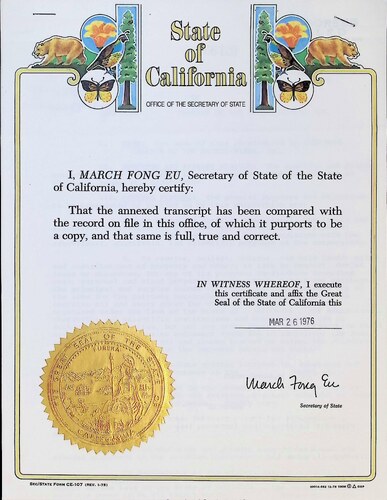 State
of
California
OFFICE OF THE SECRETARY OF STATE
I, MARCH FONG EU, Secretary of State of the State
of California, hereby certify:
That the annexed transcript has been compared with
the record on file in this office, of which it purports to
be a copy, and that same is full, true and correct.
IN WITNESS WHEREOF, I execute
this certificate and affix the Great
Seal of the State of California this
MAR 26 1976
March Fong Eu
Secretary of State
EUREKA
SEC/STATE FORM CE-107 (REV. 1-75)
OSP